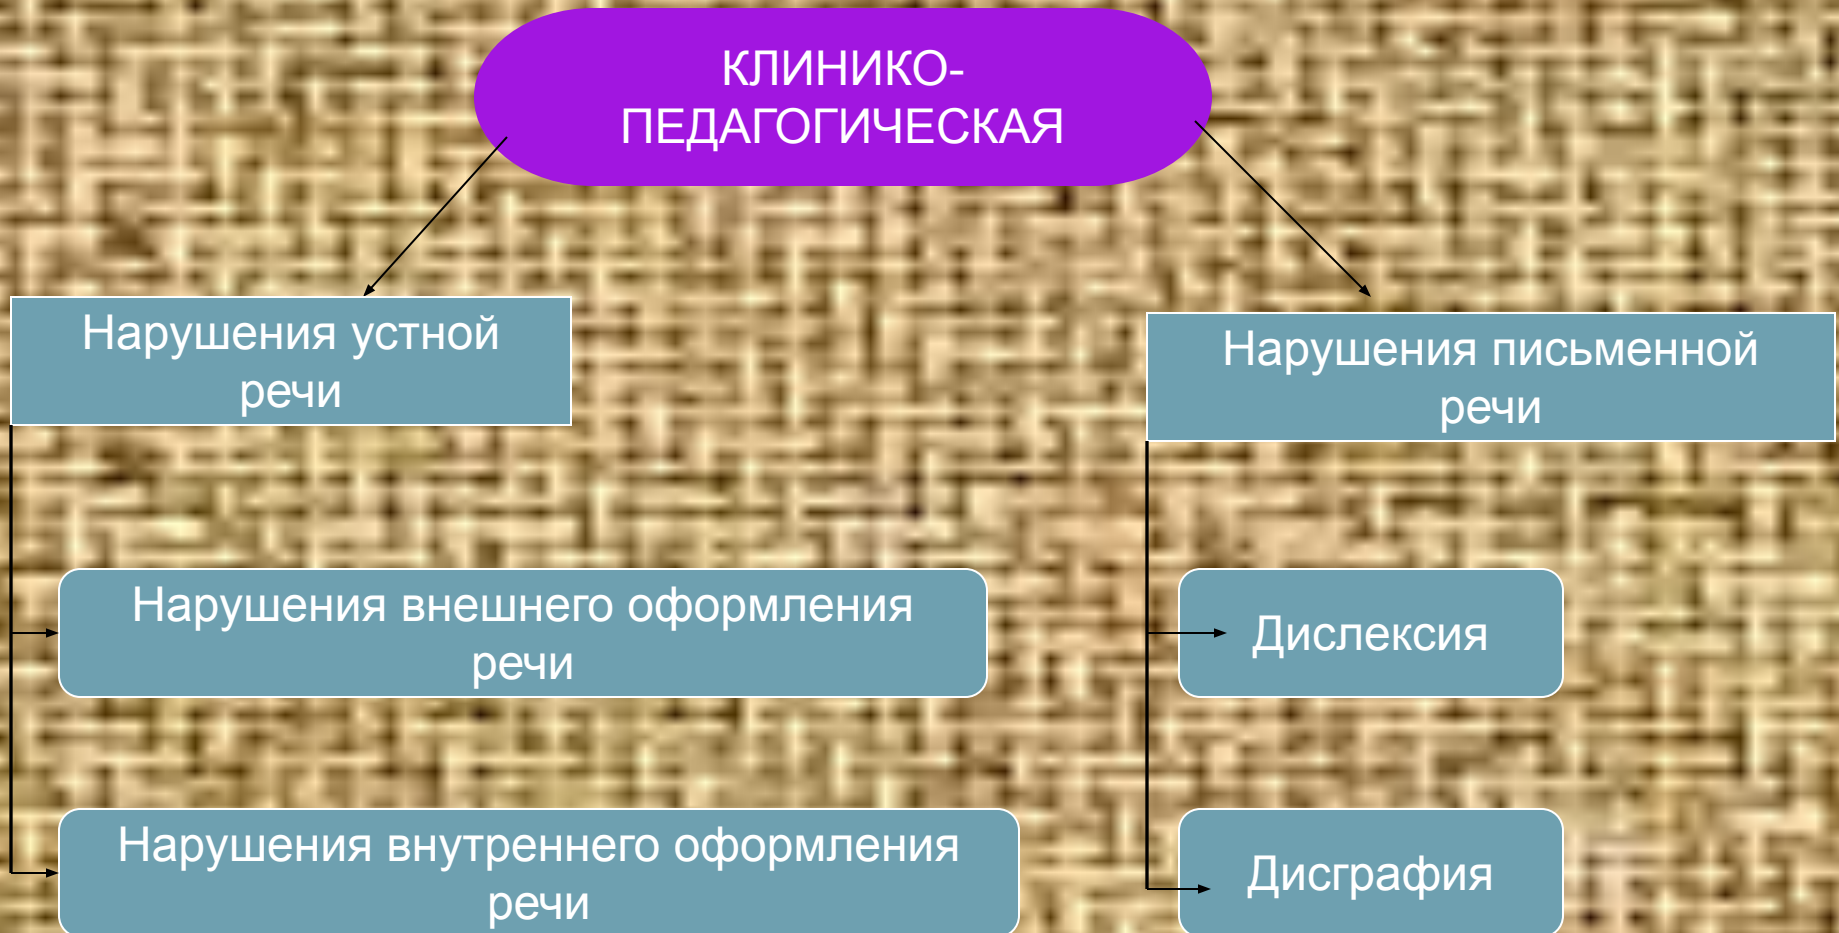 КЛИНИКО-
ПЕДАГОГИЧЕСКАЯ
Нарушения устной
речи
Нарушения письменной
речи
Нарушения внешнего оформления
речи
Дислексия
Нарушения внутреннего оформления
речи
Дисграфия